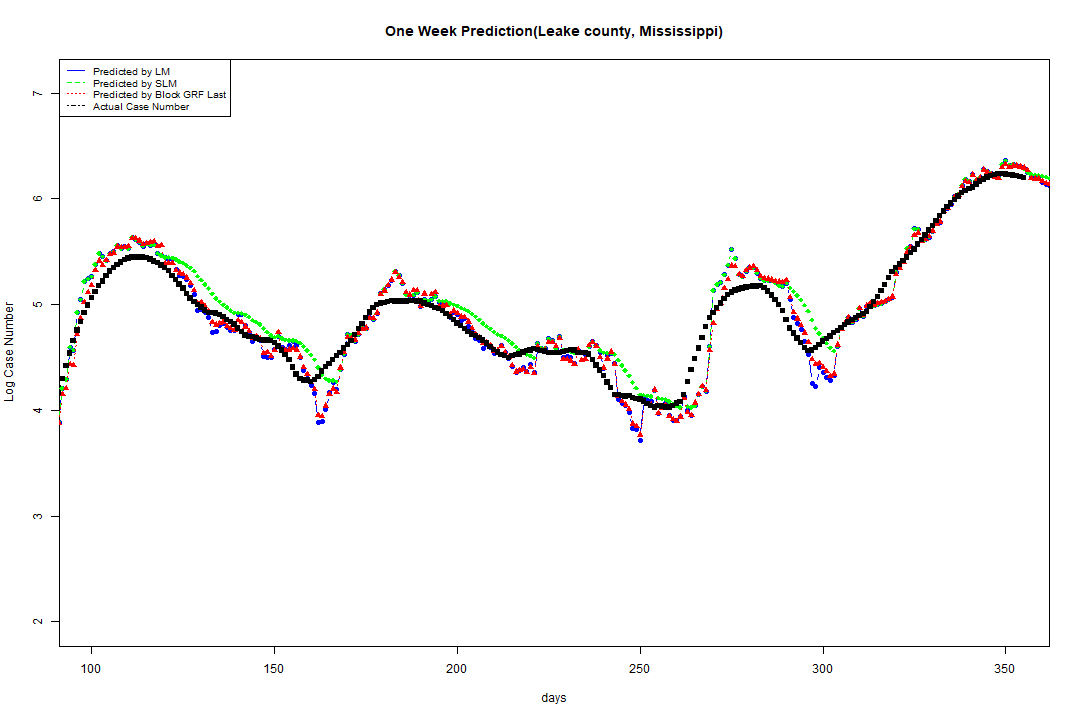 One Week Prediction(Leake county, Mississippi)
Predicted by LM
Predicted by SLM
Predicted by Block GRF Last
Actual Case Number
Log Case Number
7
6
5
4
3
2
100 150 200 250 300 350
days